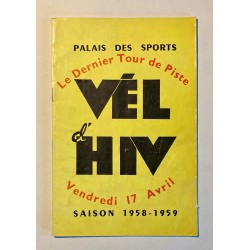 PALAIS DES SPORTS
Le Dernier Tour de Piste
VÉL
d'HIV
Vendredi 17 Avril
SAISON 1958-1959